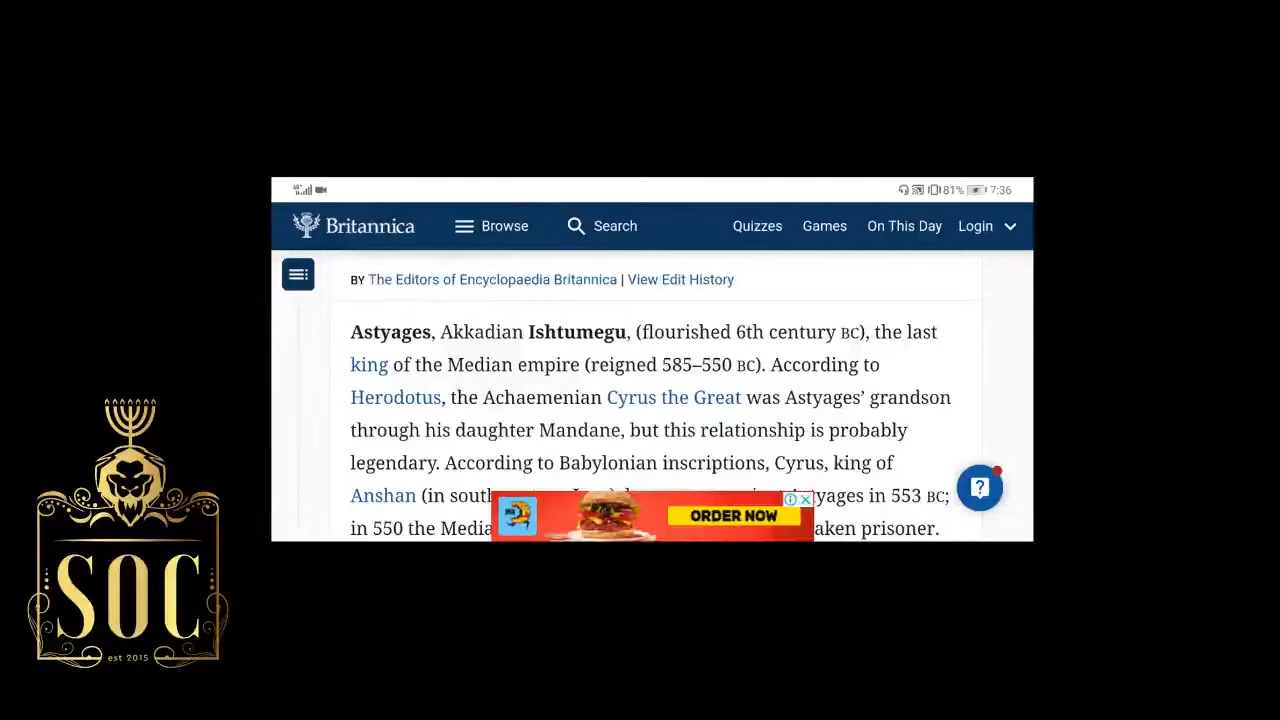 81% 7:36
Britannica Browse Search Quizzes Games On This Day Login
BY The Editors of Encyclopaedia Britannica | View Edit History
Astyages, Akkadian Ishtumegu, (flourished 6th century BC), the last
king of the Median empire (reigned 585–550 BC). According to
Herodotus, the Achaemenian Cyrus the Great was Astyages’ grandson
through his daughter Mandane, but this relationship is probably
legendary. According to Babylonian inscriptions, Cyrus, king of
Anshan (in in 553 BC;
in 550 the prisoner.
ORDER NOW
SOC
est 2015